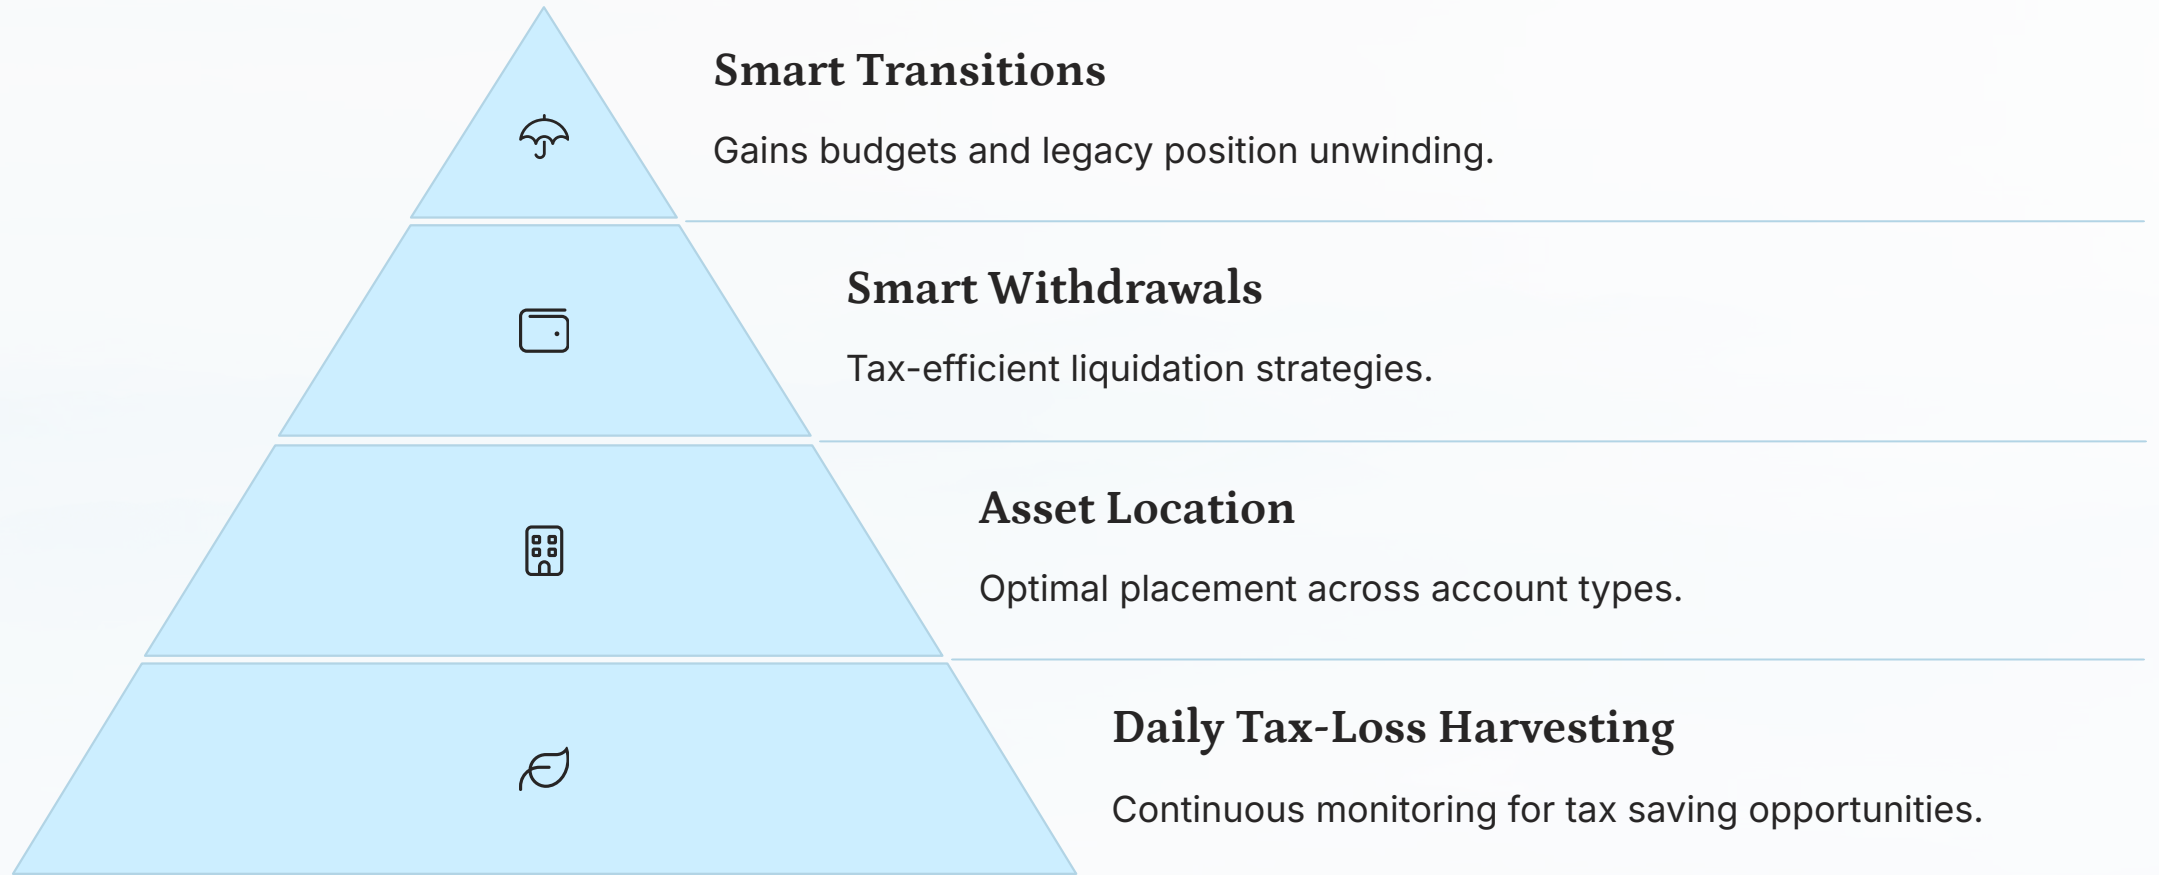 Smart Transitions
Gains budgets and legacy position unwinding.
Smart Withdrawals
Tax-efficient liquidation strategies.
Asset Location
Optimal placement across account types.
Daily Tax-Loss Harvesting
Continuous monitoring for tax saving opportunities.